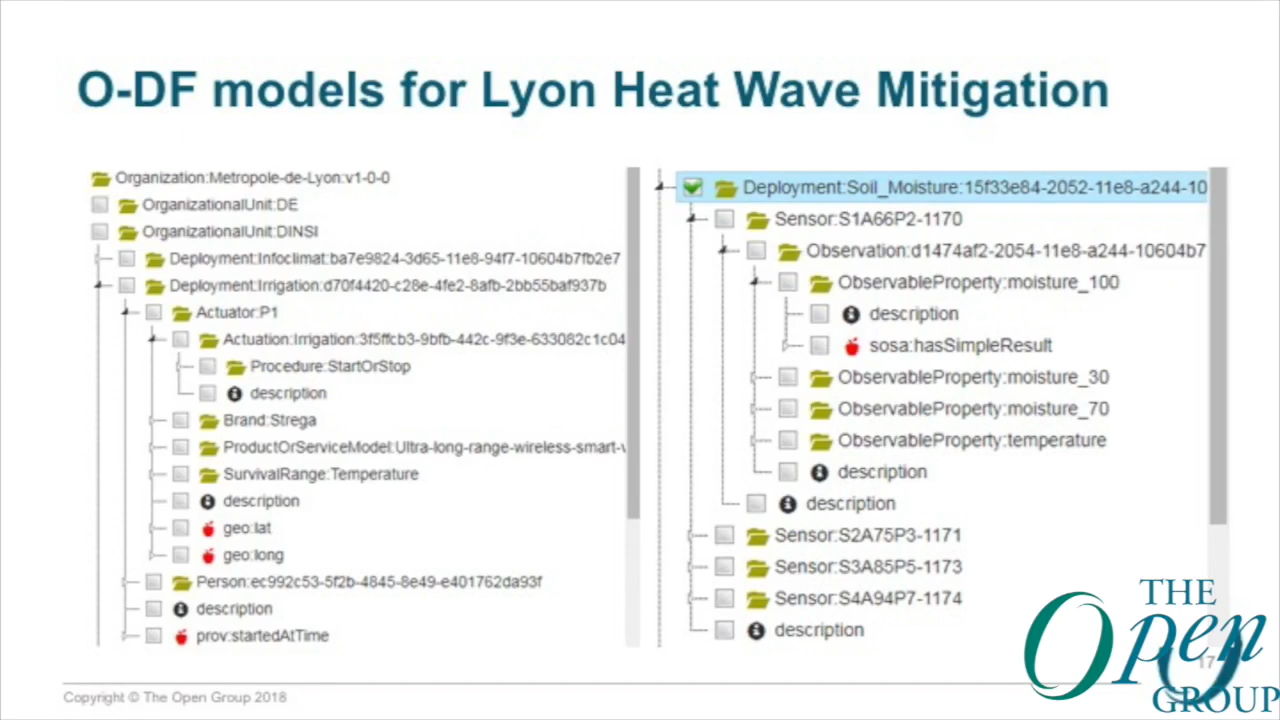 O-DF models for Lyon Heat Wave Mitigation
Organization:Metropole-de-Lyon:v1-0-0
OrganizationalUnit:DE
OrganizationalUnit:DINSI
Deployment:Infoclimat:ba7e9824-3d65-11e8-94f7-10604b7fb2e7
Deployment:Irrigation:d70f4420-c28e-4fe2-8afb-2bb55baf937b
Actuator:P1
Actuation:Irrigation:3f5ffcb3-9bfb-442c-9f3e-633082c1c04
Procedure:StartOrStop
description
Brand:Strega
ProductOrServiceModel:Ultra-long-range-wireless-smart-v
SurvivalRange:Temperature
description
geo:lat
geo:long
Person:ec992c53-5f2b-4845-8e49-e401762da93f
description
prov:startedAtTime
Deployment:Soil_Moisture:15f33e84-2052-11e8-a244-10
Sensor:S1A66P2-1170
Observation:d1474af2-2054-11e8-a244-10604b7
ObservableProperty:moisture_100
description
sosa:hasSimpleResult
ObservableProperty:moisture_30
ObservableProperty:moisture_70
ObservableProperty:temperature
description
description
Sensor:S2A75P3-1171
Sensor:S3A85P5-1173
Sensor:S4A94P7-1174
description
Copyright © The Open Group 2018
17
THE
Open
GROUP